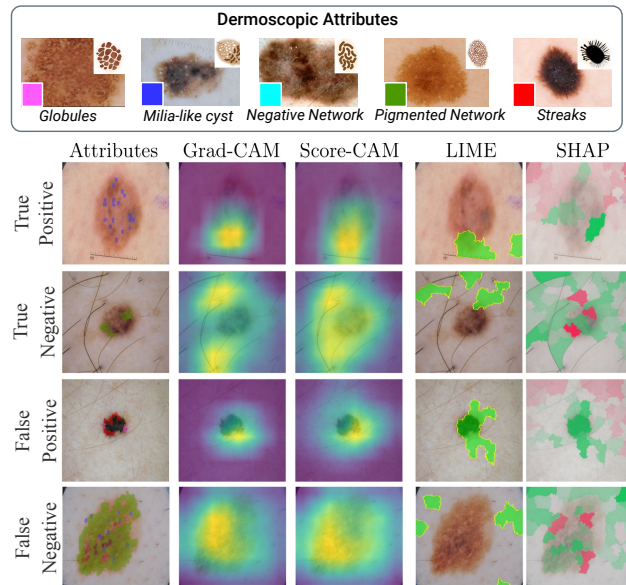 Dermoscopic Attributes
Globules
Milia-like cyst
Negative Network
Pigmented Network
Streaks
Attributes Grad-CAM Score-CAM LIME SHAP
True
Positive
True
Negative
False
Positive
False
Negative